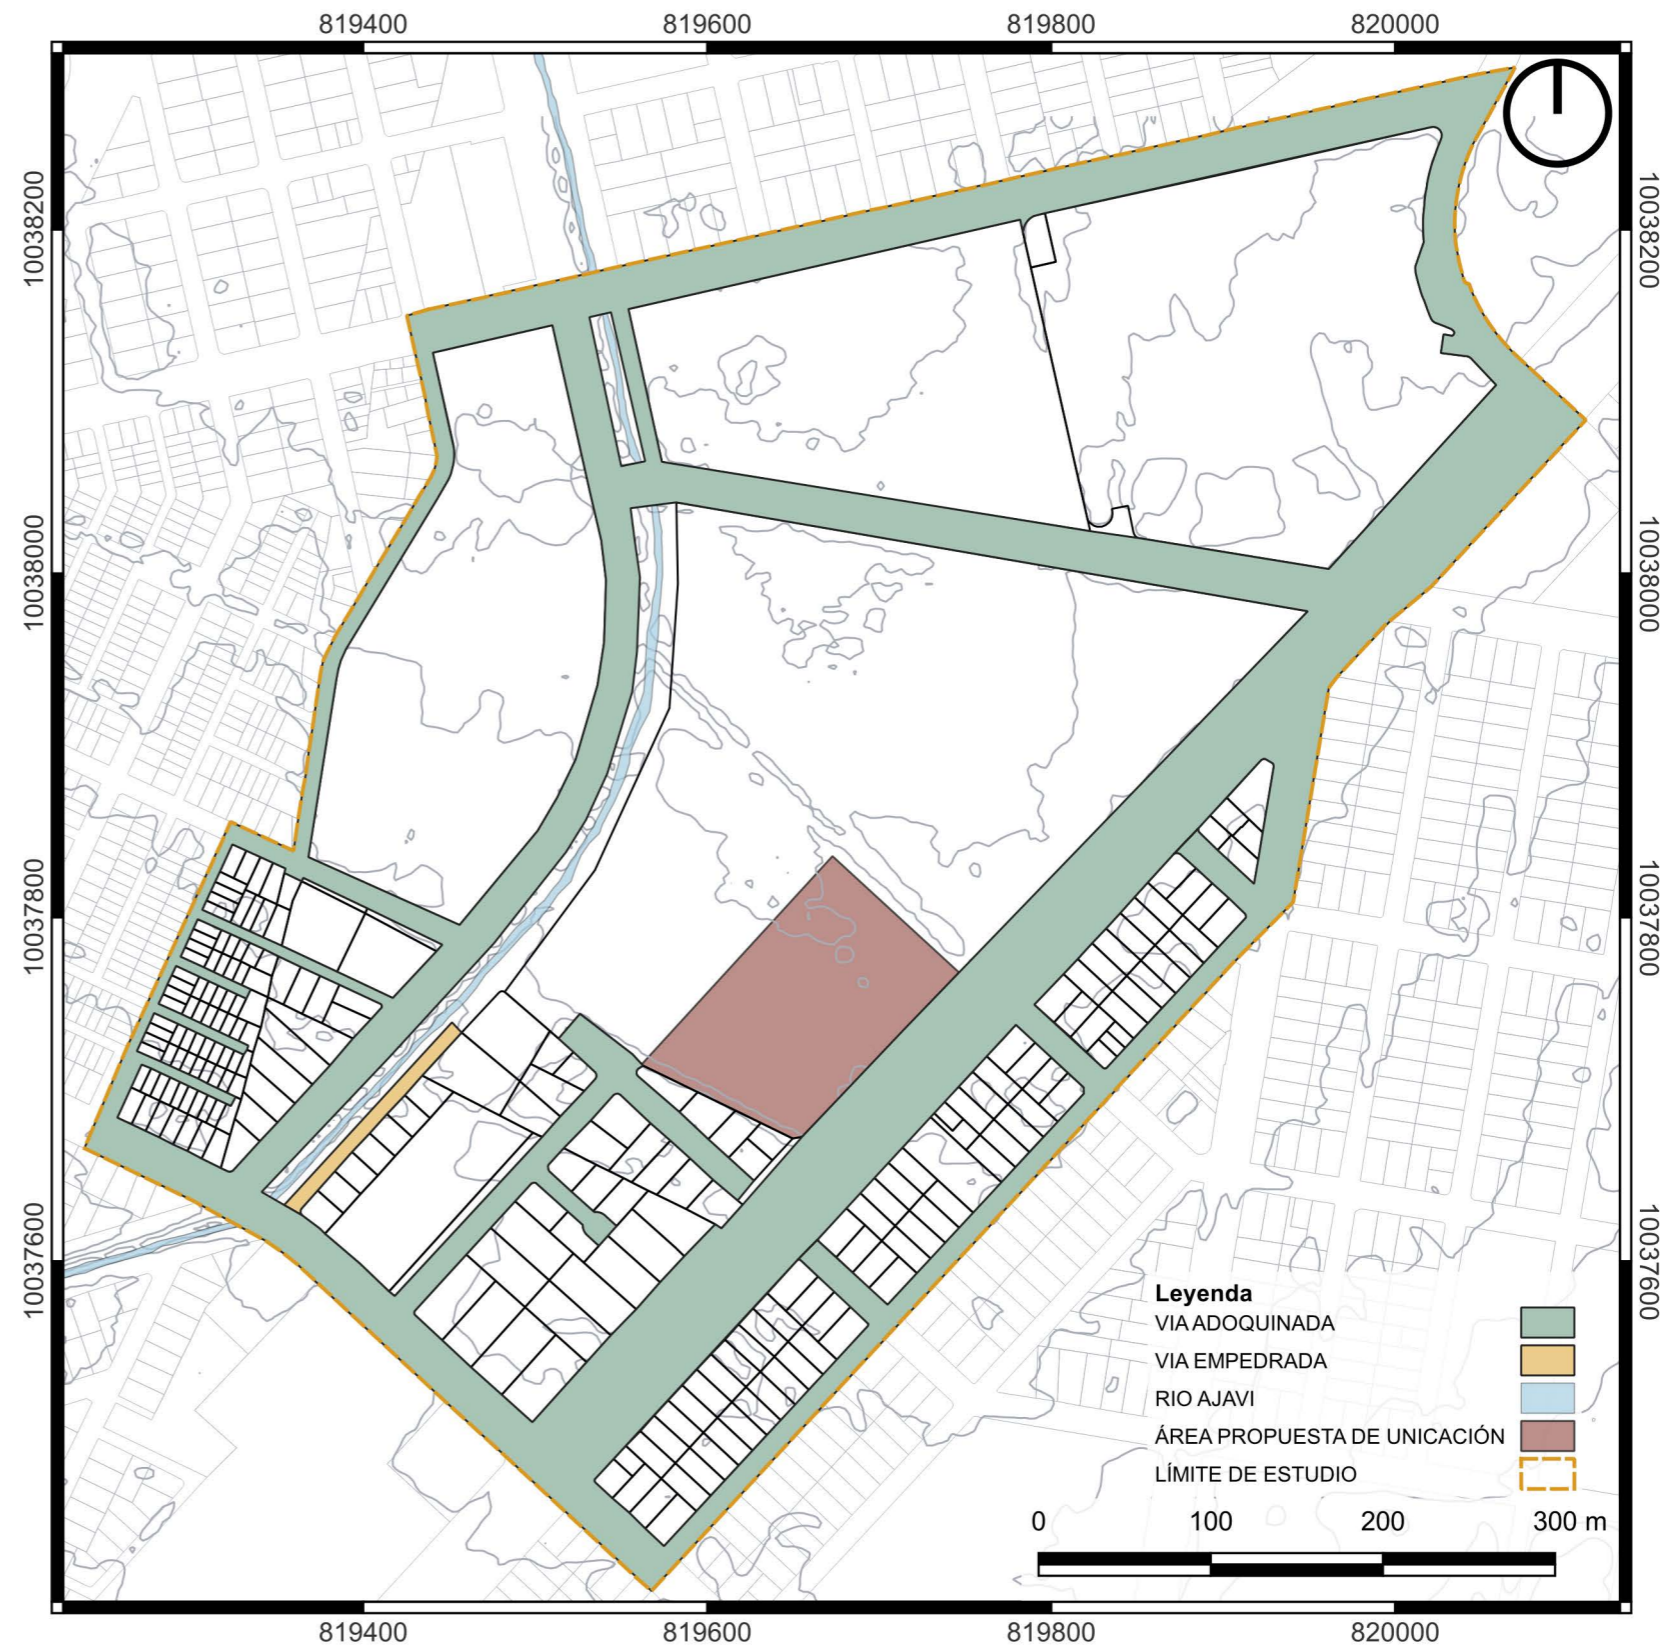 819400 819600 819800 820000
10038200 10038200
10038000 10038000
10037800 10037800
10037600 10037600
Leyenda
VIA ADOQUINADA
VIA EMPEDRADA
RIO AJAVI
ÁREA PROPUESTA DE UNICACIÓN
LÍMITE DE ESTUDIO
0 100 200 300 m
819400 819600 819800 820000